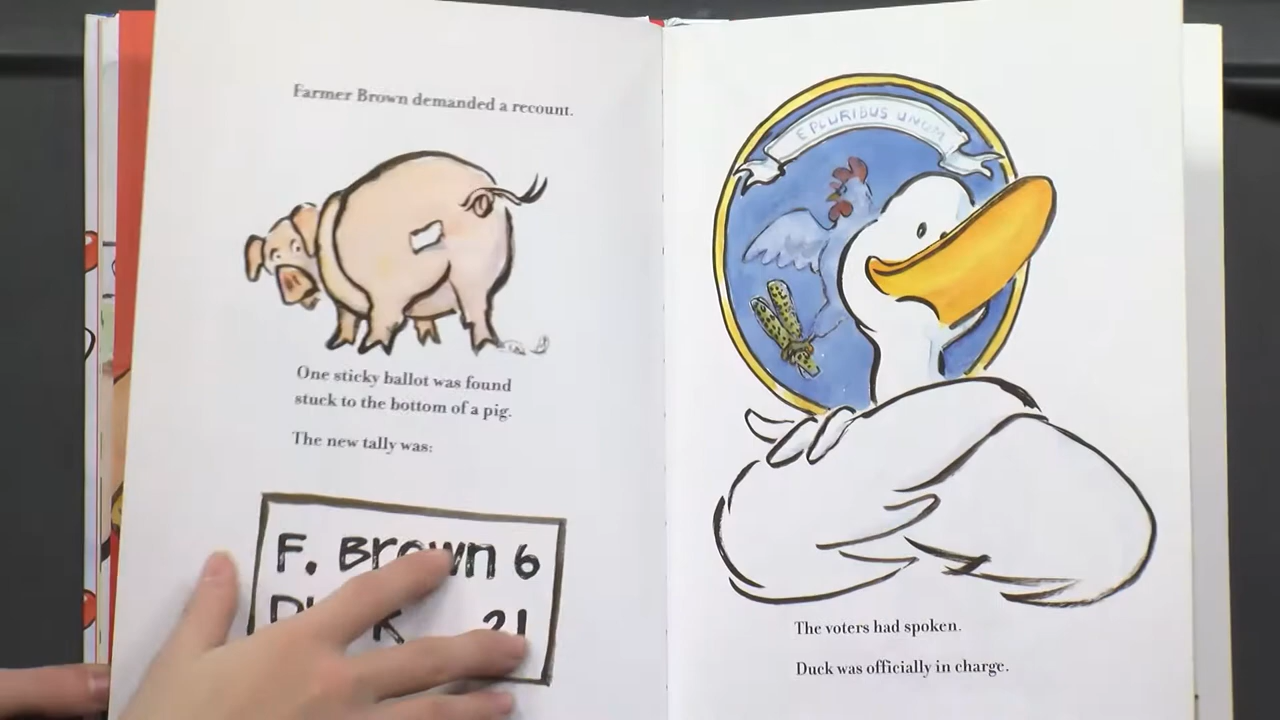 Farmer Brown demanded a recount.
One sticky ballot was found
stuck to the bottom of a pig.
The new tally was:
F. Brown 6
21
E PLURIBUS UNUM
The voters had spoken.
Duck was officially in charge.